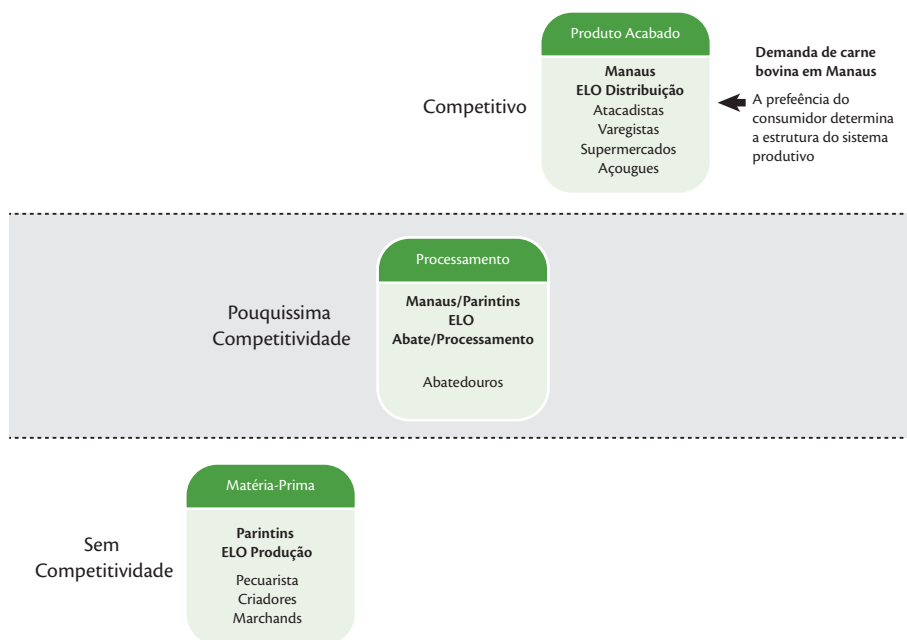 Produto Acabado
Manaus
ELO Distribuição
Atacadistas
Varegistas
Supermercados
Açougues
Competitivo
Demanda de carne
bovina em Manaus
A prefeência do
consumidor determina
a estrutura do sistema
produtivo
Processamento
Manaus/Parintins
ELO
Abate/Processamento
Abatedouros
Pouquissima
Competitividade
Matéria-Prima
Parintins
ELO Produção
Pecuarista
Criadores
Marchands
Sem
Competitividade